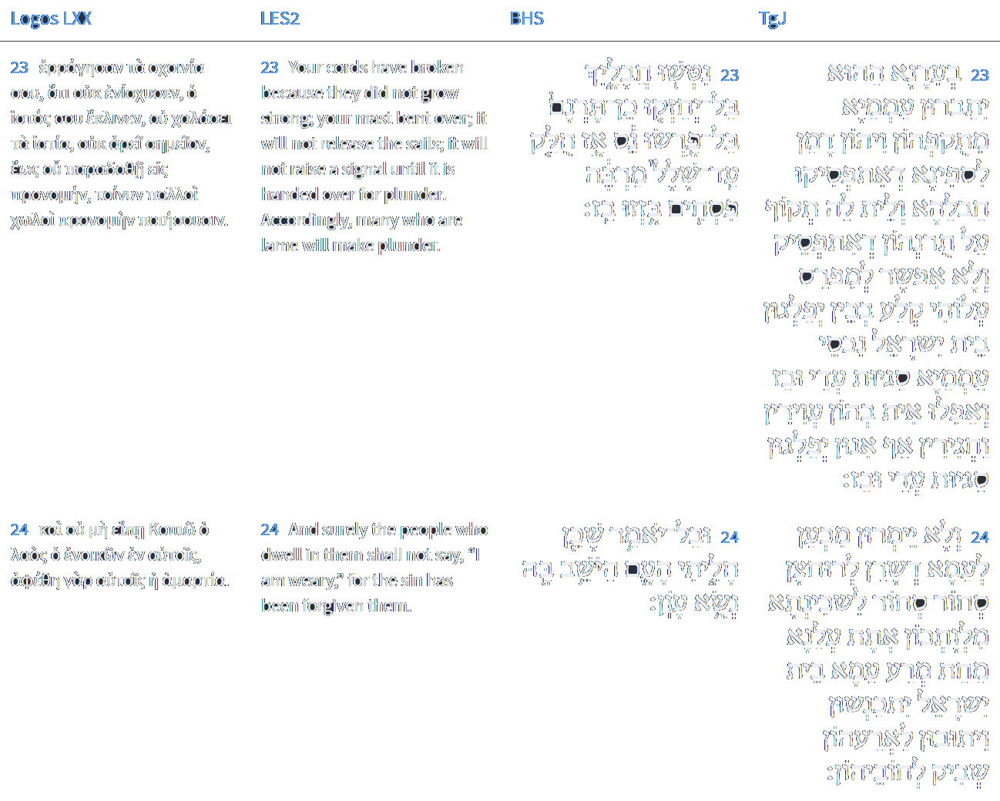 Logos LXX
LES2
BHS
TgJ
23 ἐρράγησαν τὰ σχοινία
σου, ὅτι οὐκ ἐνίσχυσεν, ὁ
ἱστός σου ἔκλινεν, οὐ χαλάσει
τὰ ἱστία, οὐκ ἀρεῖ σημεῖον,
ἕως οὗ παραδοθῇ εἰς
προνομήν, τοίνυν πολλοὶ
χωλοὶ προνομὴν ποιήσουσιν.
23 Your cords have broken
because they did not grow
strong; your mast bent over; it
will not release the sails; it will
not raise a signal until it is
handed over for plunder.
Accordingly, many who are
lame will make plunder.
23 נִטְּשׁ֖וּ חֲבָלָ֑יִךְ
בַּל־יְחַזְּק֤וּ כֵן־תָּרְנָם֙
בַּל־פָּ֣רְשׂוּ נֵ֔ס אָ֣ז חֻלַּ֤ק
עַֽד־שָׁלָל֙ מַרְבֶּ֔ה
פִּסְחִ֖ים בָּ֥זְזוּ בַֽז׃
23 בְּעִדָנָא הַהוּא
יִתַּבְרוּן עַמְמַיָא
מִתֻּקְפְּהוֹן וִיהוֹן דָמַן
לִסְפִינָא דְאִתְפְּסִיקוּ
חַבְלָהָא וְלֵית לַהּ תְּקוֹף
עַל תֻּרְנְהוֹן דְאִתְפְּסֵיק
וְלָא אִפְשָׁר לְמִפְרַס
עֲלוֹהִי קְלַע בְּכֵין יְפַלְגוּן
בֵּית יִשְׂרָאֵל נִכְסֵי
עַמְמַיָא סַגִיוּת עֲדֵי וּבַז
וְאַפְלוּ אִית בְּהוֹן עֲוִירִין
וַחֲגִירִין אַף אִנוּן יְפַלְגוּן
סַגִיוּת עֲדֵי וּבַז׃
24 καὶ οὐ μὴ εἴπῃ Κοπιῶ ὁ
λαὸς ὁ ἐνοικῶν ἐν αὐτοῖς,
ἀφέθη γὰρ αὐτοῖς ἡ ἁμαρτία.
24 And surely the people who
dwell in them shall not say, “I
am weary,” for the sin has
been forgiven them.
24 וּבַל־יֹאמַ֥ר שָׁכֵ֖ן
חָלִ֑יתִי הָעָ֛ם הַיֹּשֵׁ֥ב בָּ֖הּ
נְשֻׂ֥א עָוֺֽן׃
24 וְלָא יֵימְרוּן מִכְּעַן
לְעַמָא דְשָׁרַן לְרוּחְצָן
סְחוֹר סְחוֹר לִשְׁכִינְתָּא
מִלְוַתְכוֹן אֲתַת עֲלַנָא
מַחַת מְרַע עַמָא בֵּית
יִשְׂרָאֵל יִתְכַּנְשׁוּן
וִיתוּבוּן לְאַרְעֲהוֹן
שְׁבִיק לְחוֹבֵיהוֹן׃